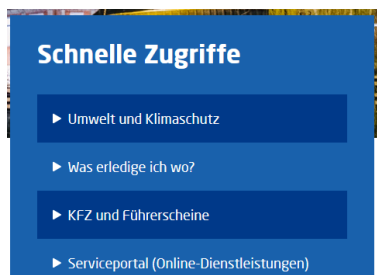 Schnelle Zugriffe
Umwelt und Klimaschutz
Was erledige ich wo?
KFZ und Führerscheine
Serviceportal (Online-Dienstleistungen)